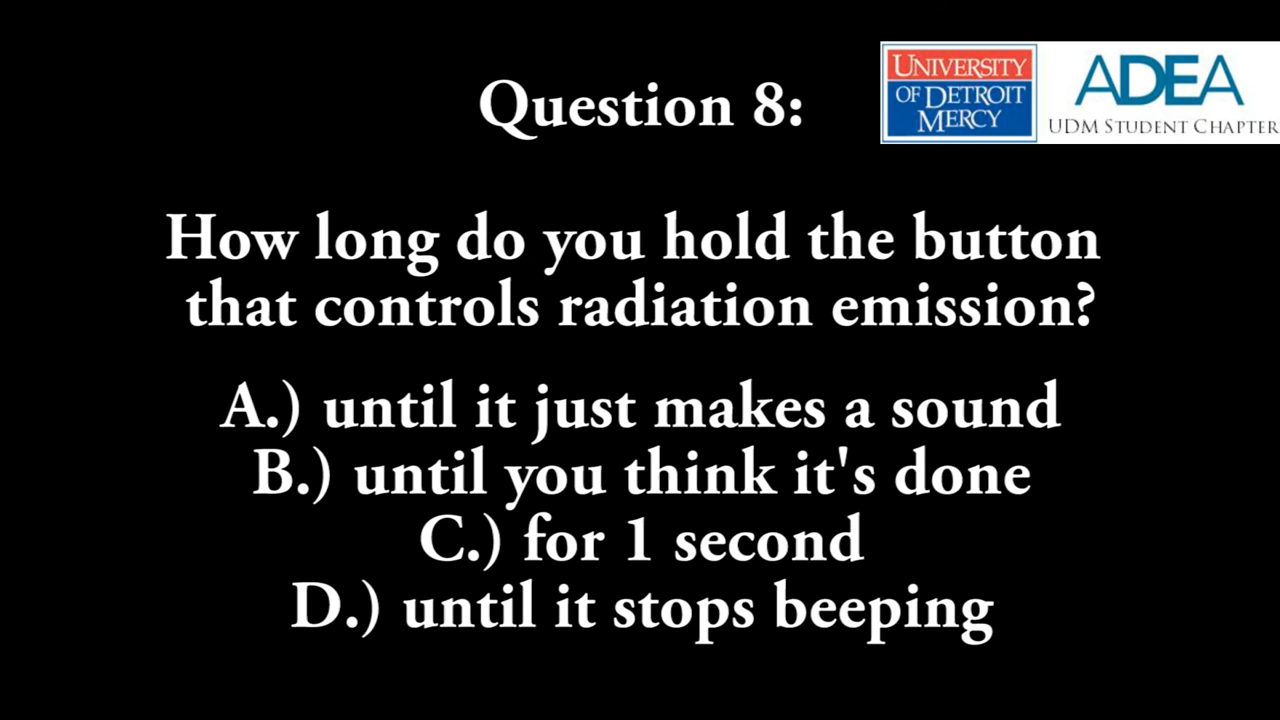 Question 8:
UNIVERSITY
OF DETROIT
MERCY
ADEA
UDM STUDENT CHAPTER
How long do you hold the button
that controls radiation emission?
A.) until it just makes a sound
B.) until you think it's done
C.) for 1 second
D.) until it stops beeping